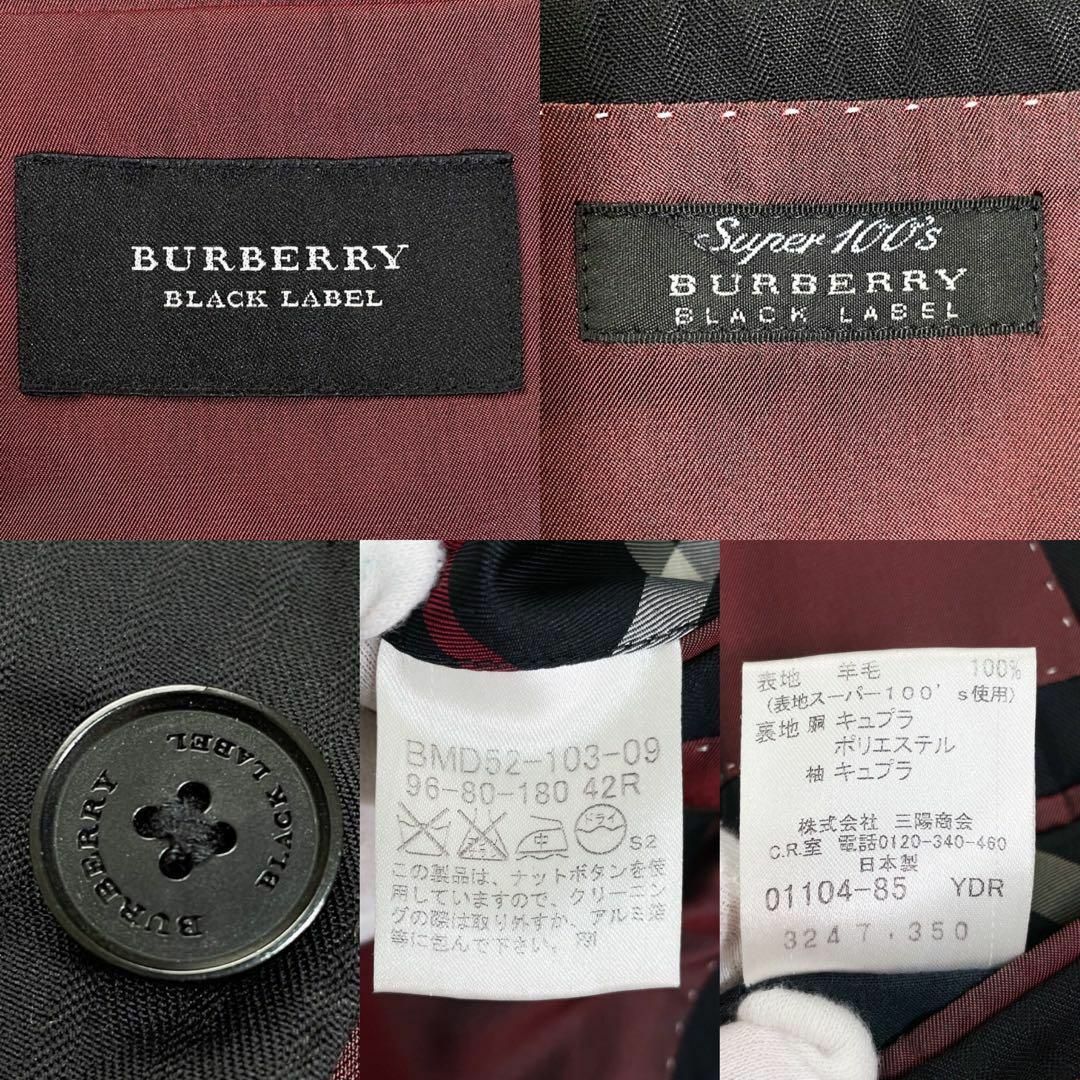 BURBERRY
BLACK LABEL
Super 100's
BURBERRY
BLACK LABEL
BURBERRY
BLACK LABEL
BMD52-103-09
96-80-180 42R
中
ドライ
S2
この製品は、ナットボタンを使
用していますので、クリーニン
グの際は取り外すか、アルミ箔
等に包んで下さい。
表地 羊毛 100%
(表地スーパー100's使用)
裏地 胴 キュプラ
ポリエステル
袖 キュプラ
株式会社 三陽商会
C.R.室 電話0120-340-460
日本製
01104-85 YDR
3247.350